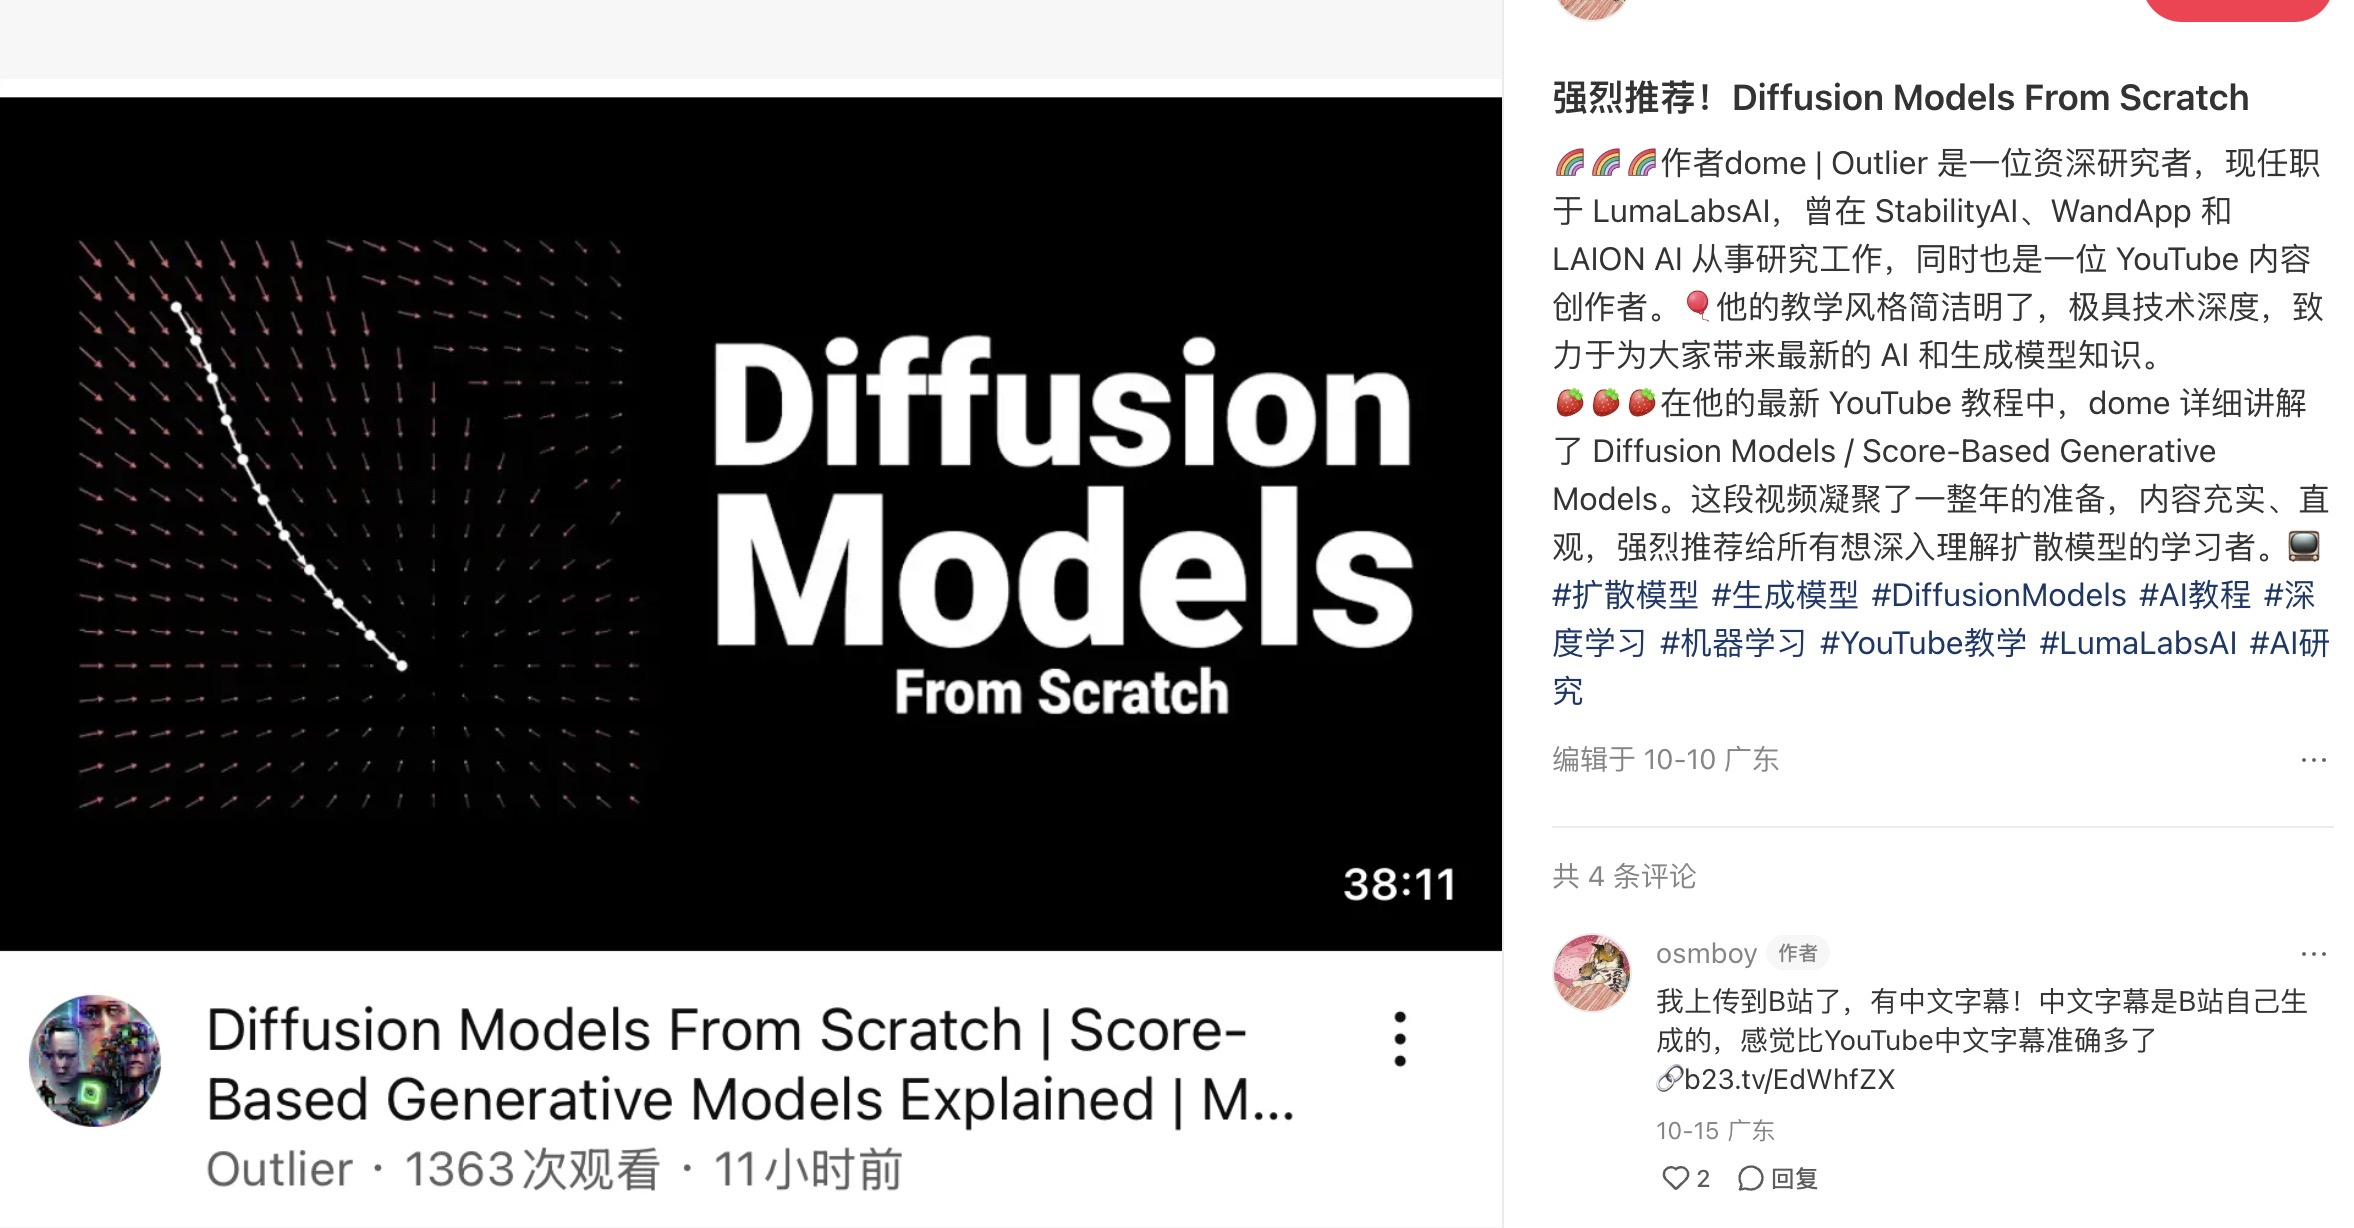 Diffusion
Models
From Scratch
38:11
Diffusion Models From Scratch | Score-
Based Generative Models Explained | M...
Outlier · 1363次观看 · 11小时前
强烈推荐！Diffusion Models From Scratch
🌈🌈🌈作者dome | Outlier 是一位资深研究者，现任职
于 LumaLabsAI，曾在 StabilityAI、WandApp 和
LAION AI 从事研究工作，同时也是一位 YouTube 内容
创作者。🎈他的教学风格简洁明了，极具技术深度，致
力于为大家带来最新的 AI 和生成模型知识。
🍓🍓🍓在他的最新 YouTube 教程中，dome 详细讲解
了 Diffusion Models / Score-Based Generative
Models。这段视频凝聚了一整年的准备，内容充实、直
观，强烈推荐给所有想深入理解扩散模型的学习者。📺
#扩散模型 #生成模型 #DiffusionModels #AI教程 #深
度学习 #机器学习 #YouTube教学 #LumaLabsAI #AI研
究
编辑于 10-10 广东
共 4 条评论
osmboy 作者
我上传到B站了，有中文字幕！中文字幕是B站自己生
成的，感觉比YouTube中文字幕准确多了
🔗b23.tv/EdWhfZX
10-15 广东
2 回复